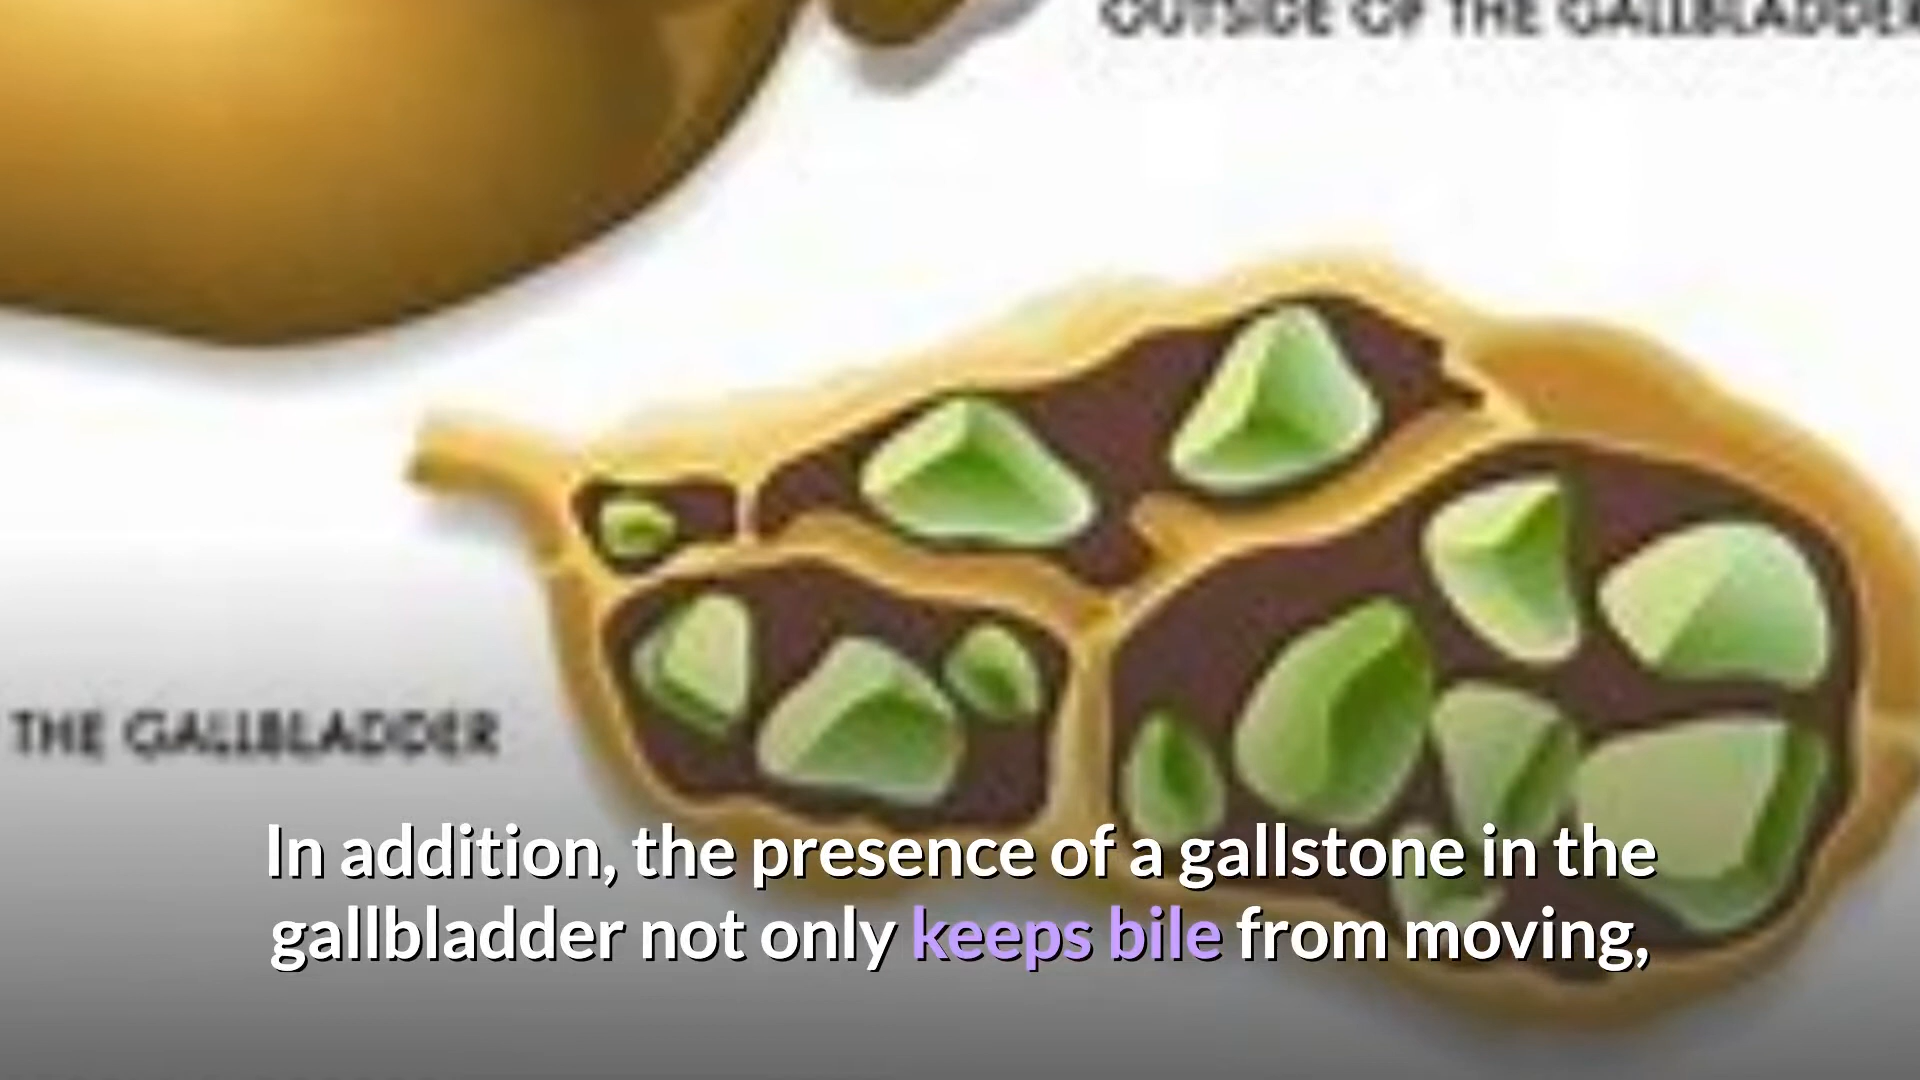 OUTSIDE OF THE GALLBLADDER
THE GALLBLADDER
In addition, the presence of a gallstone in the
gallbladder not only keeps bile from moving,